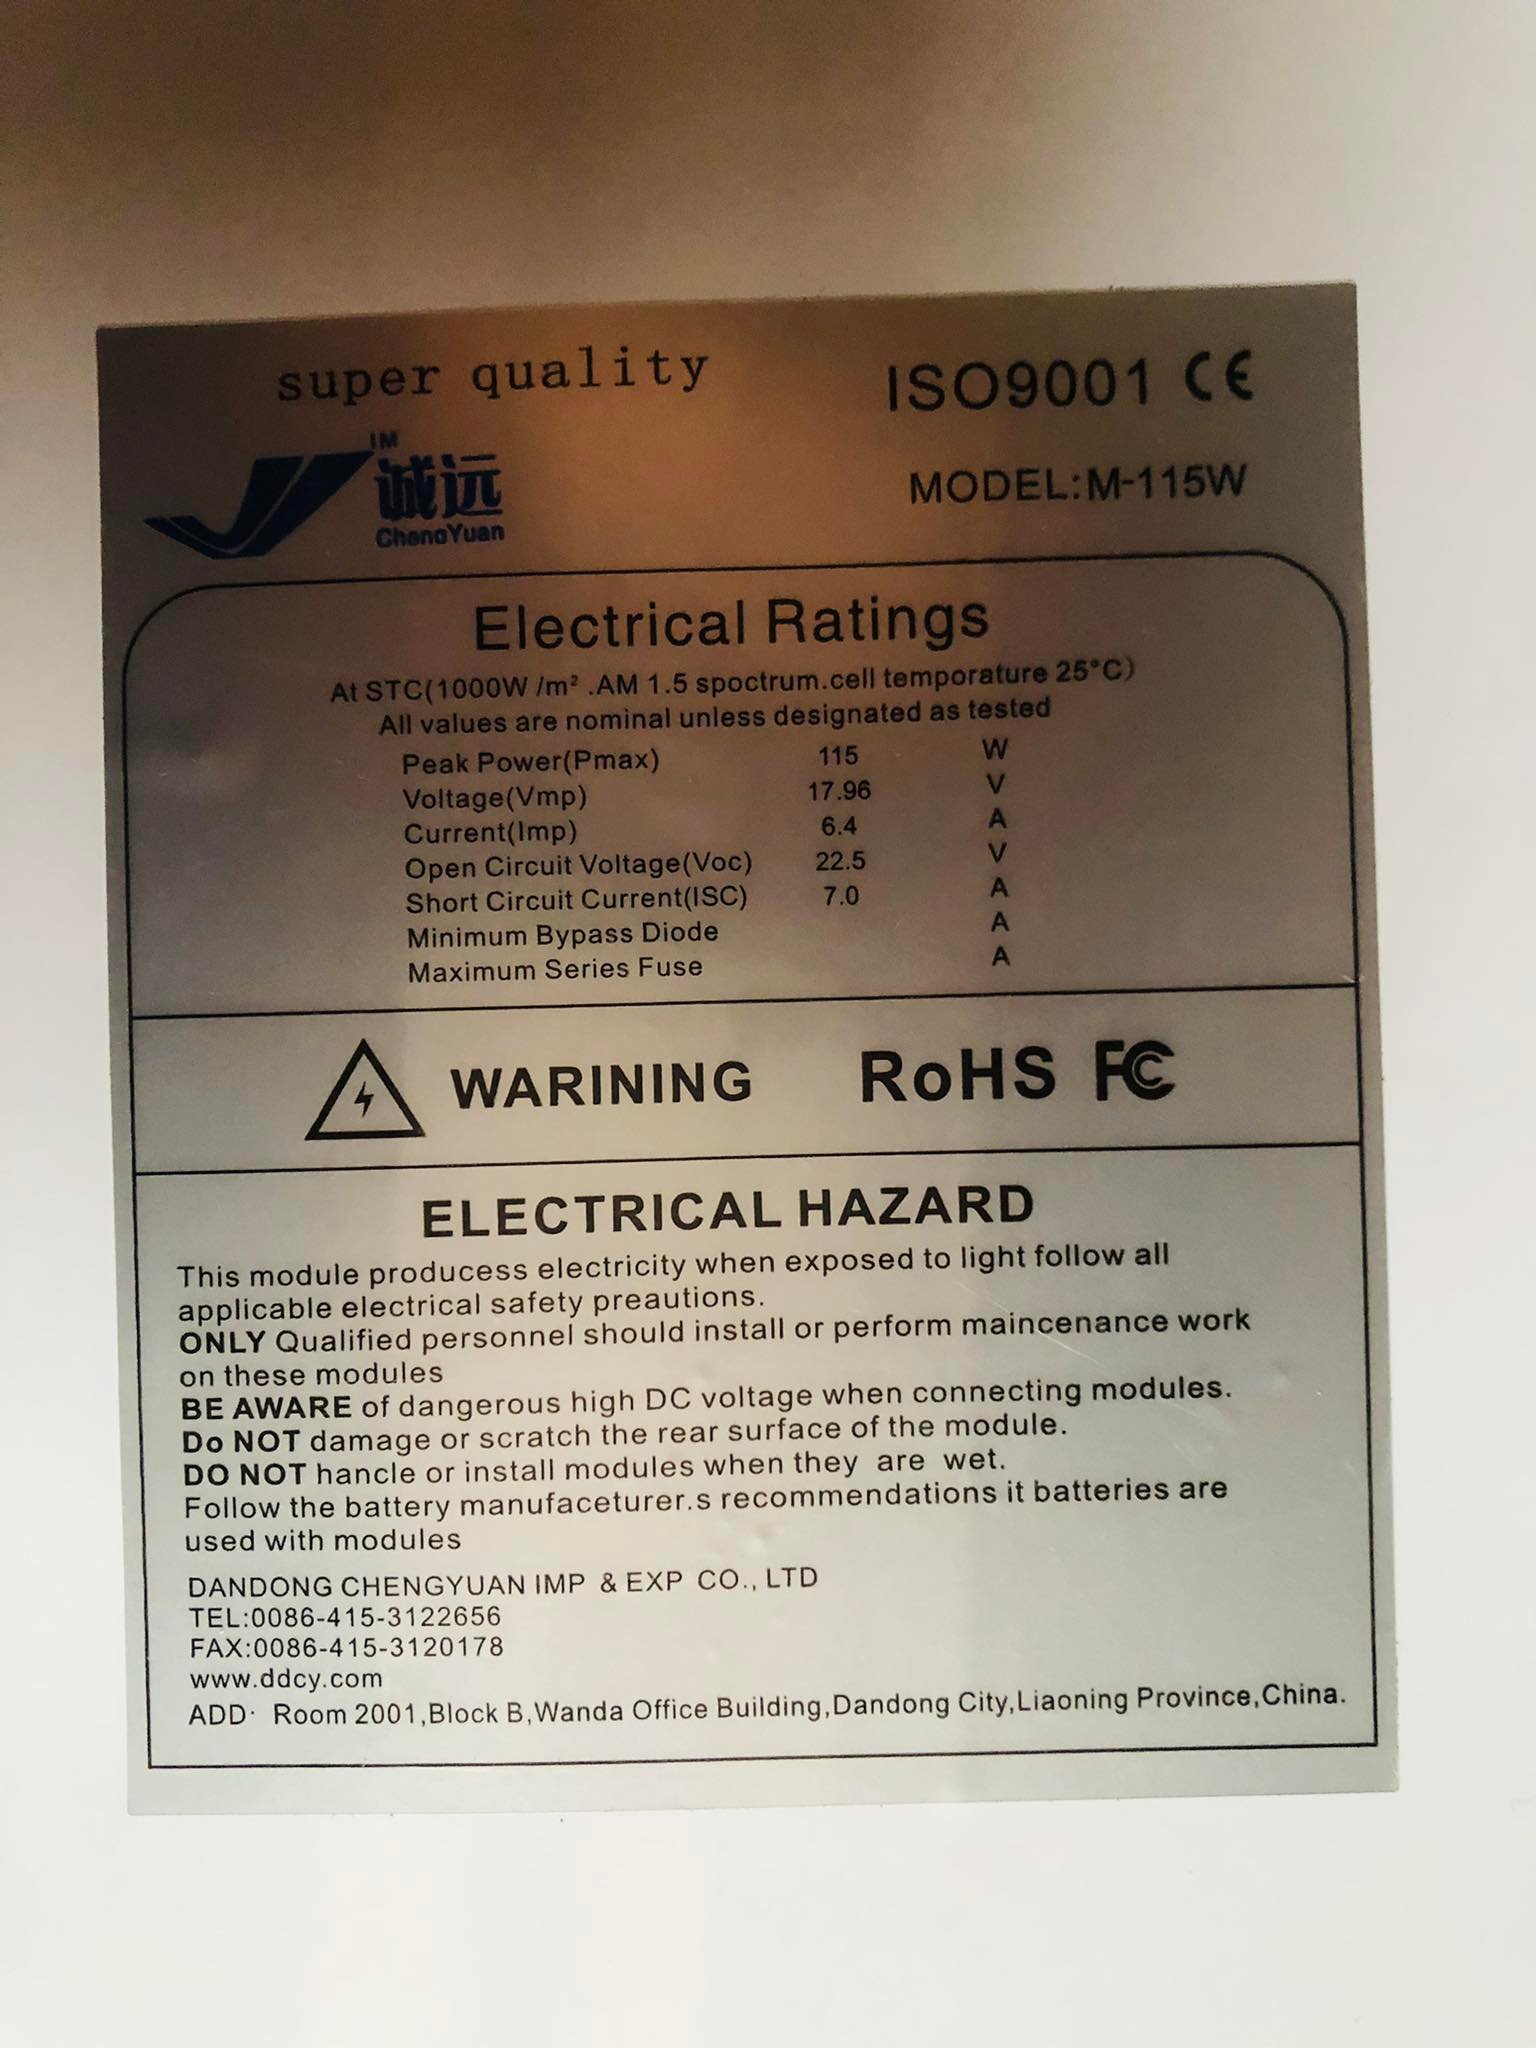 super quality
ISO9001 CE
TM
诚远
ChengYuan
MODEL:M-115W
Electrical Ratings
At STC(1000W /m² .AM 1.5 spoctrum.cell temporature 25°C)
All values are nominal unless designated as tested
Peak Power(Pmax) 115 W
Voltage(Vmp) 17.96 V
Current(Imp) 6.4 A
Open Circuit Voltage(Voc) 22.5 V
Short Circuit Current(ISC) 7.0 A
Minimum Bypass Diode A
Maximum Series Fuse A
WARINING RoHS FC
ELECTRICAL HAZARD
This module producess electricity when exposed to light follow all
applicable electrical safety preautions.
ONLY Qualified personnel should install or perform maincenance work
on these modules
BE AWARE of dangerous high DC voltage when connecting modules.
Do NOT damage or scratch the rear surface of the module.
DO NOT hancle or install modules when they are wet.
Follow the battery manufaceturer.s recommendations it batteries are
used with modules
DANDONG CHENGYUAN IMP & EXP CO., LTD
TEL:0086-415-3122656
FAX:0086-415-3120178
www.ddcy.com
ADD· Room 2001,Block B,Wanda Office Building,Dandong City,Liaoning Province,China.